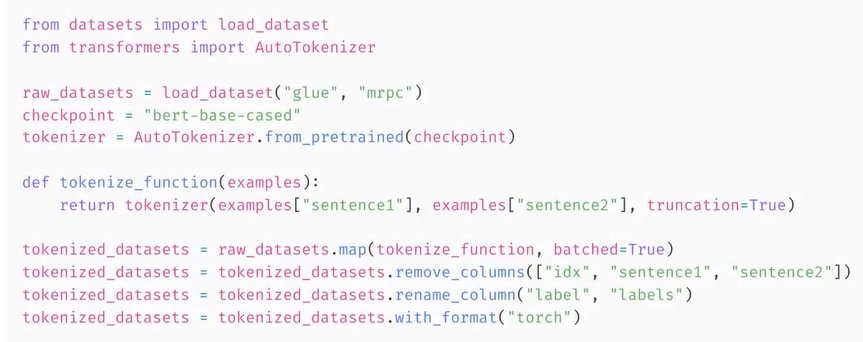 from datasets import load_dataset
from transformers import AutoTokenizer

raw_datasets = load_dataset("glue", "mrpc")
checkpoint = "bert-base-cased"
tokenizer = AutoTokenizer.from_pretrained(checkpoint)

def tokenize_function(examples):
    return tokenizer(examples["sentence1"], examples["sentence2"], truncation=True)

tokenized_datasets = raw_datasets.map(tokenize_function, batched=True)
tokenized_datasets = tokenized_datasets.remove_columns(["idx", "sentence1", "sentence2"])
tokenized_datasets = tokenized_datasets.rename_column("label", "labels")
tokenized_datasets = tokenized_datasets.with_format("torch")